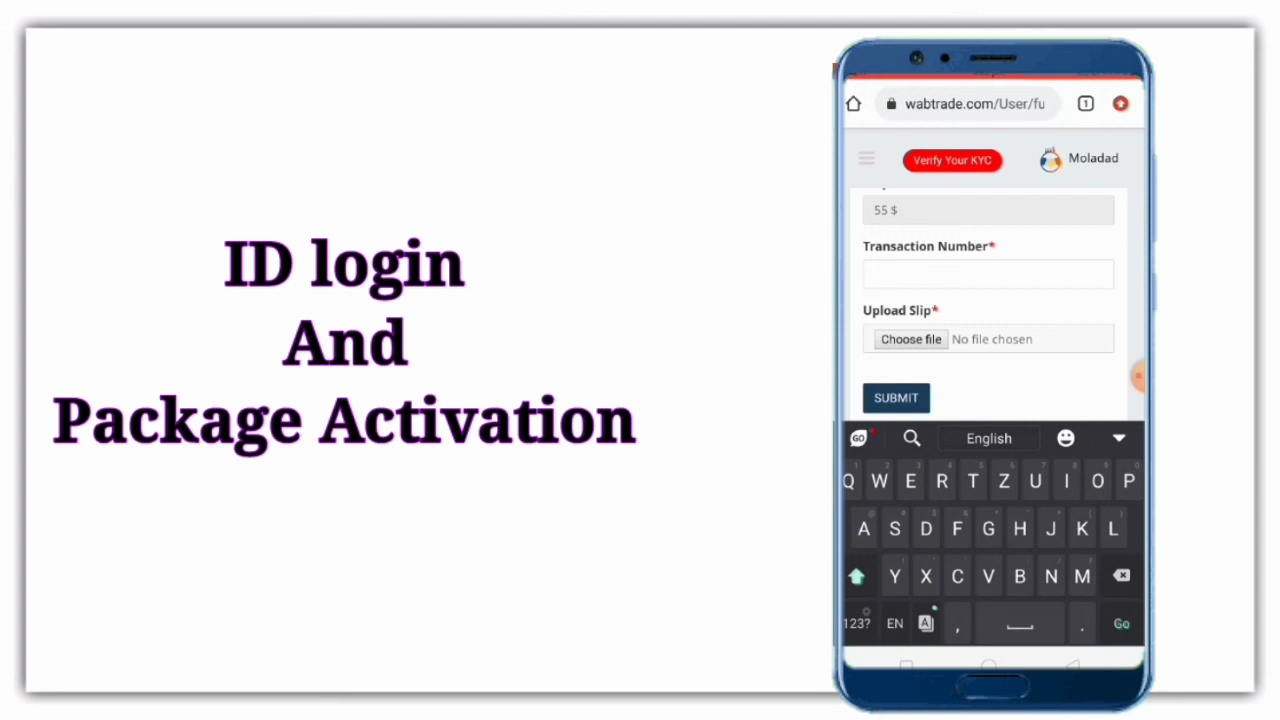 ID login
And
Package Activation
wabtrade.com/User/fu
1
Verify Your KYC
Moladad
55 $
Transaction Number*
Upload Slip*
Choose file No file chosen
SUBMIT
GO English
Q W E R T Z U I O P
A S D F G H J K L
Y X C V B N M
123? EN A , . Go